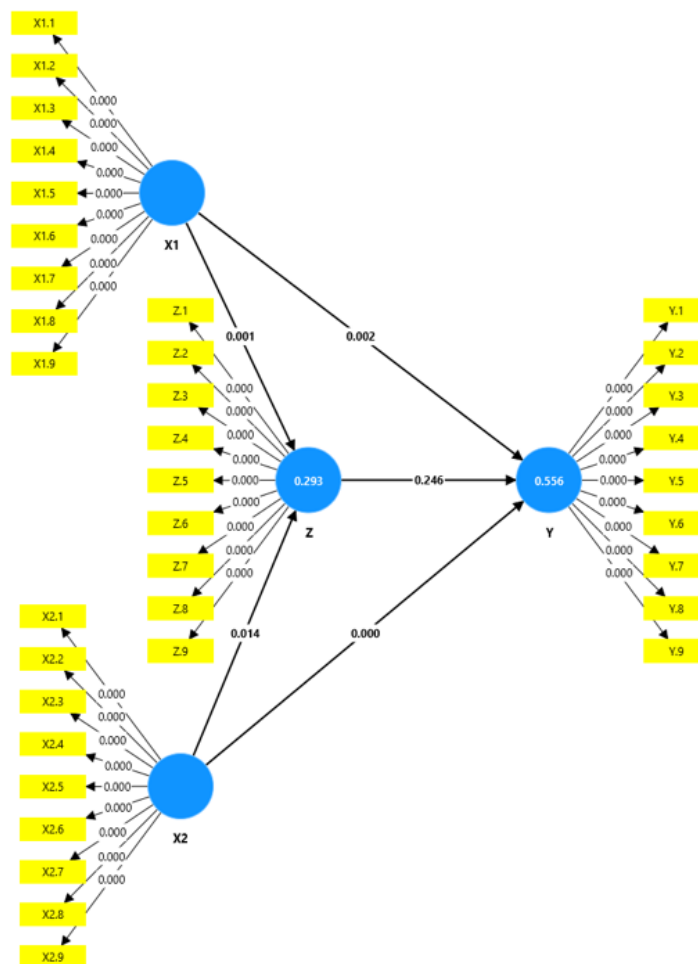 X1.1
X1.2
X1.3
X1.4
X1.5
X1.6
X1.7
X1.8
X1.9
0.000
0.000
0.000
0.000
0.000
0.000
0.000
0.000
0.000
X1
0.001
0.002
Z.1
Z.2
Z.3
Z.4
Z.5
Z.6
Z.7
Z.8
Z.9
0.000
0.000
0.000
0.000
0.000
0.000
0.000
0.000
0.000
0.293
Z
0.246
0.556
Y
0.000
0.000
0.000
0.000
0.000
0.000
0.000
0.000
0.000
Y.1
Y.2
Y.3
Y.4
Y.5
Y.6
Y.7
Y.8
Y.9
0.014
0.000
X2.1
X2.2
X2.3
X2.4
X2.5
X2.6
X2.7
X2.8
X2.9
0.000
0.000
0.000
0.000
0.000
0.000
0.000
0.000
0.000
X2